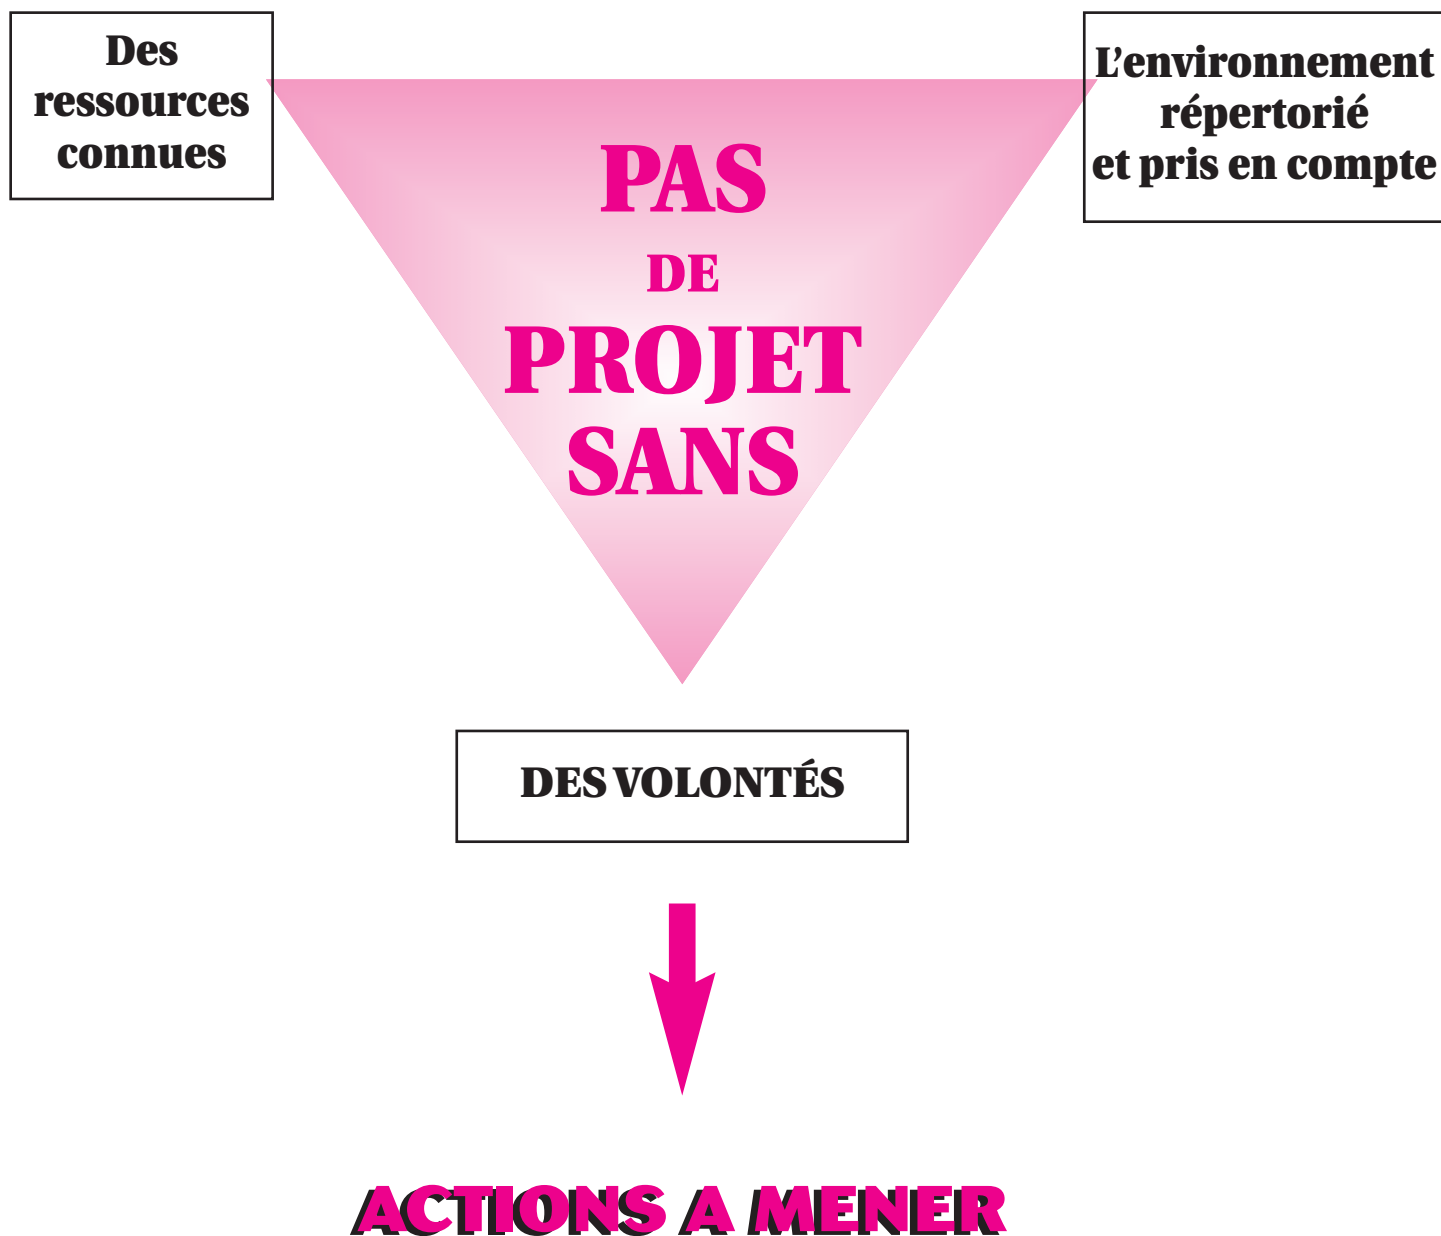 Des
ressources
connues
L'environnement
répertorié
et pris en compte
PAS
DE
PROJET
SANS
DES VOLONTÉS
ACTIONS A MENER